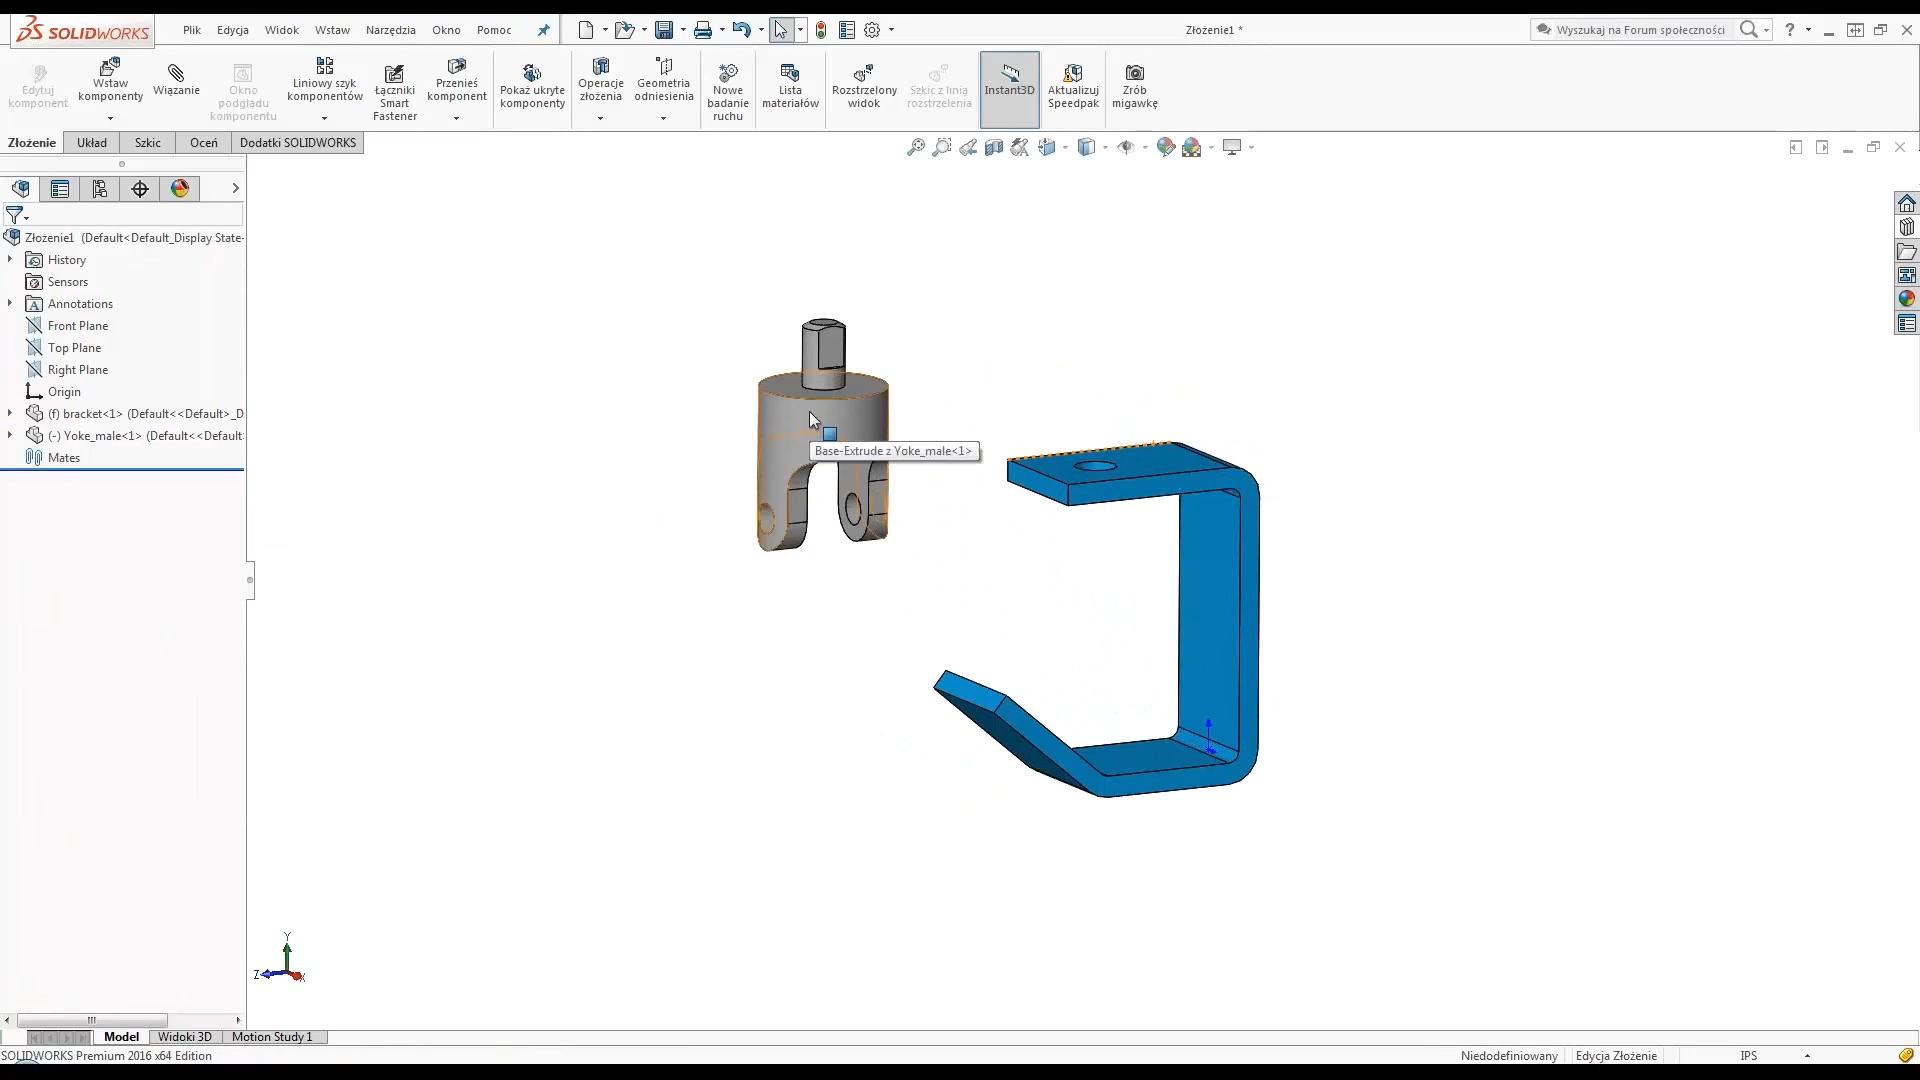 SOLIDWORKS Plik Edycja Widok Wstaw Narzędzia Okno Pomoc Złożenie1 * Wyszukaj na Forum społeczności ?
Edytuj komponent
Wstaw komponenty
Wiązanie
Okno podglądu komponentu
Liniowy szyk komponentów
Łączniki Smart Fastener
Przenieś komponent
Pokaż ukryte komponenty
Operacje złożenia
Geometria odniesienia
Nowe badanie ruchu
Lista materiałów
Rozstrzelony widok
Szkic z linią rozstrzelenia
Instant3D
Aktualizuj Speedpak
Zrób migawkę
Złożenie Układ Szkic Oceń Dodatki SOLIDWORKS
Złożenie1 (Default<Default_Display State-
History
Sensors
Annotations
Front Plane
Top Plane
Right Plane
Origin
(f) bracket<1> (Default<<Default>_D
(-) Yoke_male<1> (Default<<Default
Mates
Base-Extrude z Yoke_male<1>
Y
Z
X
Model Widoki 3D Motion Study 1
SOLIDWORKS Premium 2016 x64 Edition Niedodefiniowany Edycja Złożenie IPS